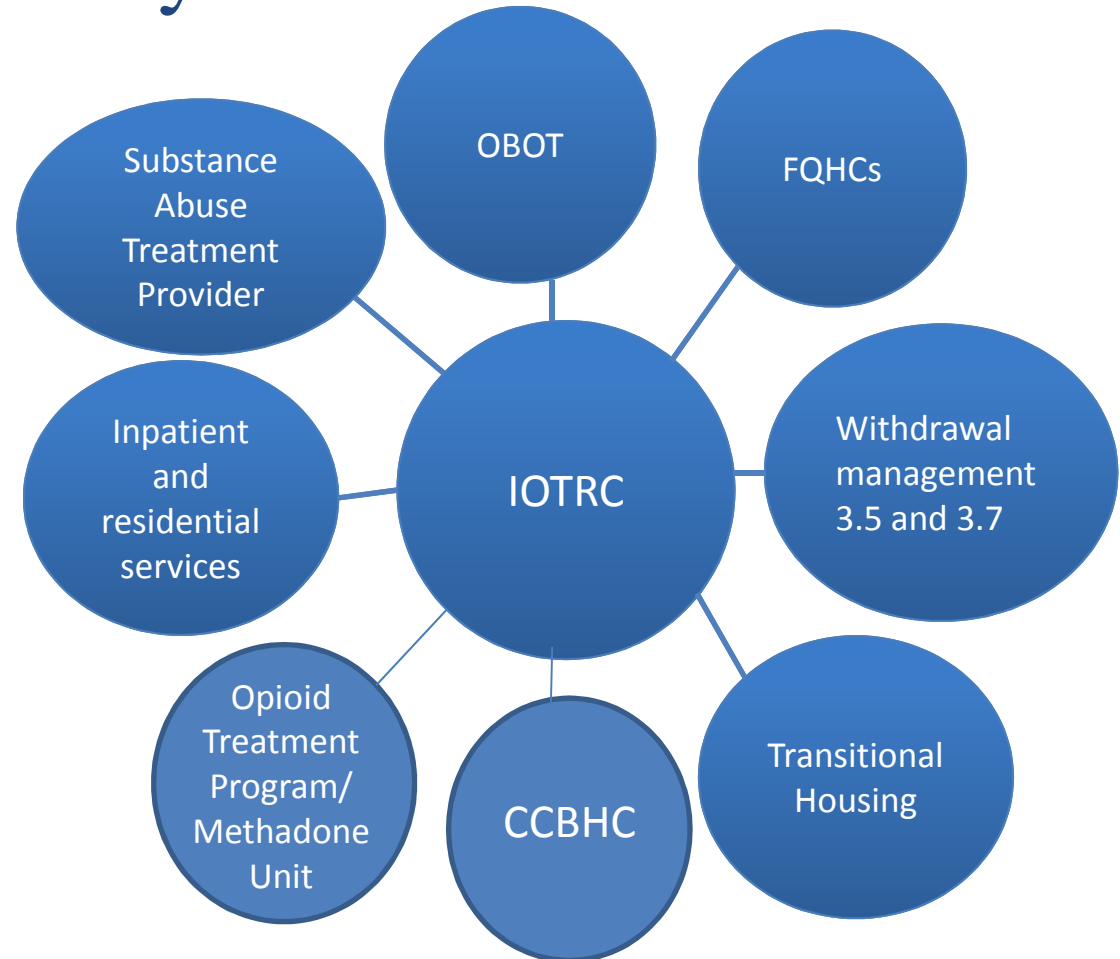 OBOT
FQHCs
Substance
Abuse
Treatment
Provider
Inpatient
and
residential
services
IOTRC
Withdrawal
management
3.5 and 3.7
Opioid
Treatment
Program/
Methadone
Unit
CCBHC
Transitional
Housing